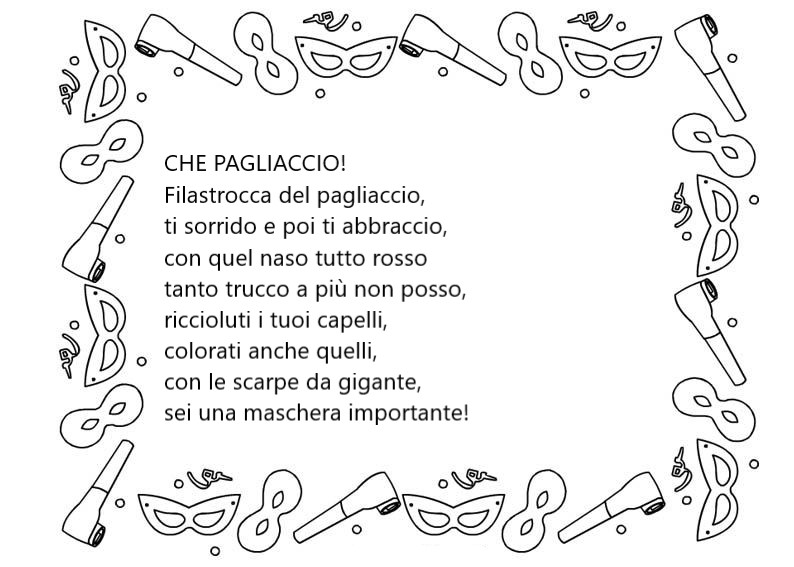 CHE PAGLIACCIO!
Filastrocca del pagliaccio,
ti sorrido e poi ti abbraccio,
con quel naso tutto rosso
tanto trucco a più non posso,
riccioluti i tuoi capelli,
colorati anche quelli,
con le scarpe da gigante,
sei una maschera importante!